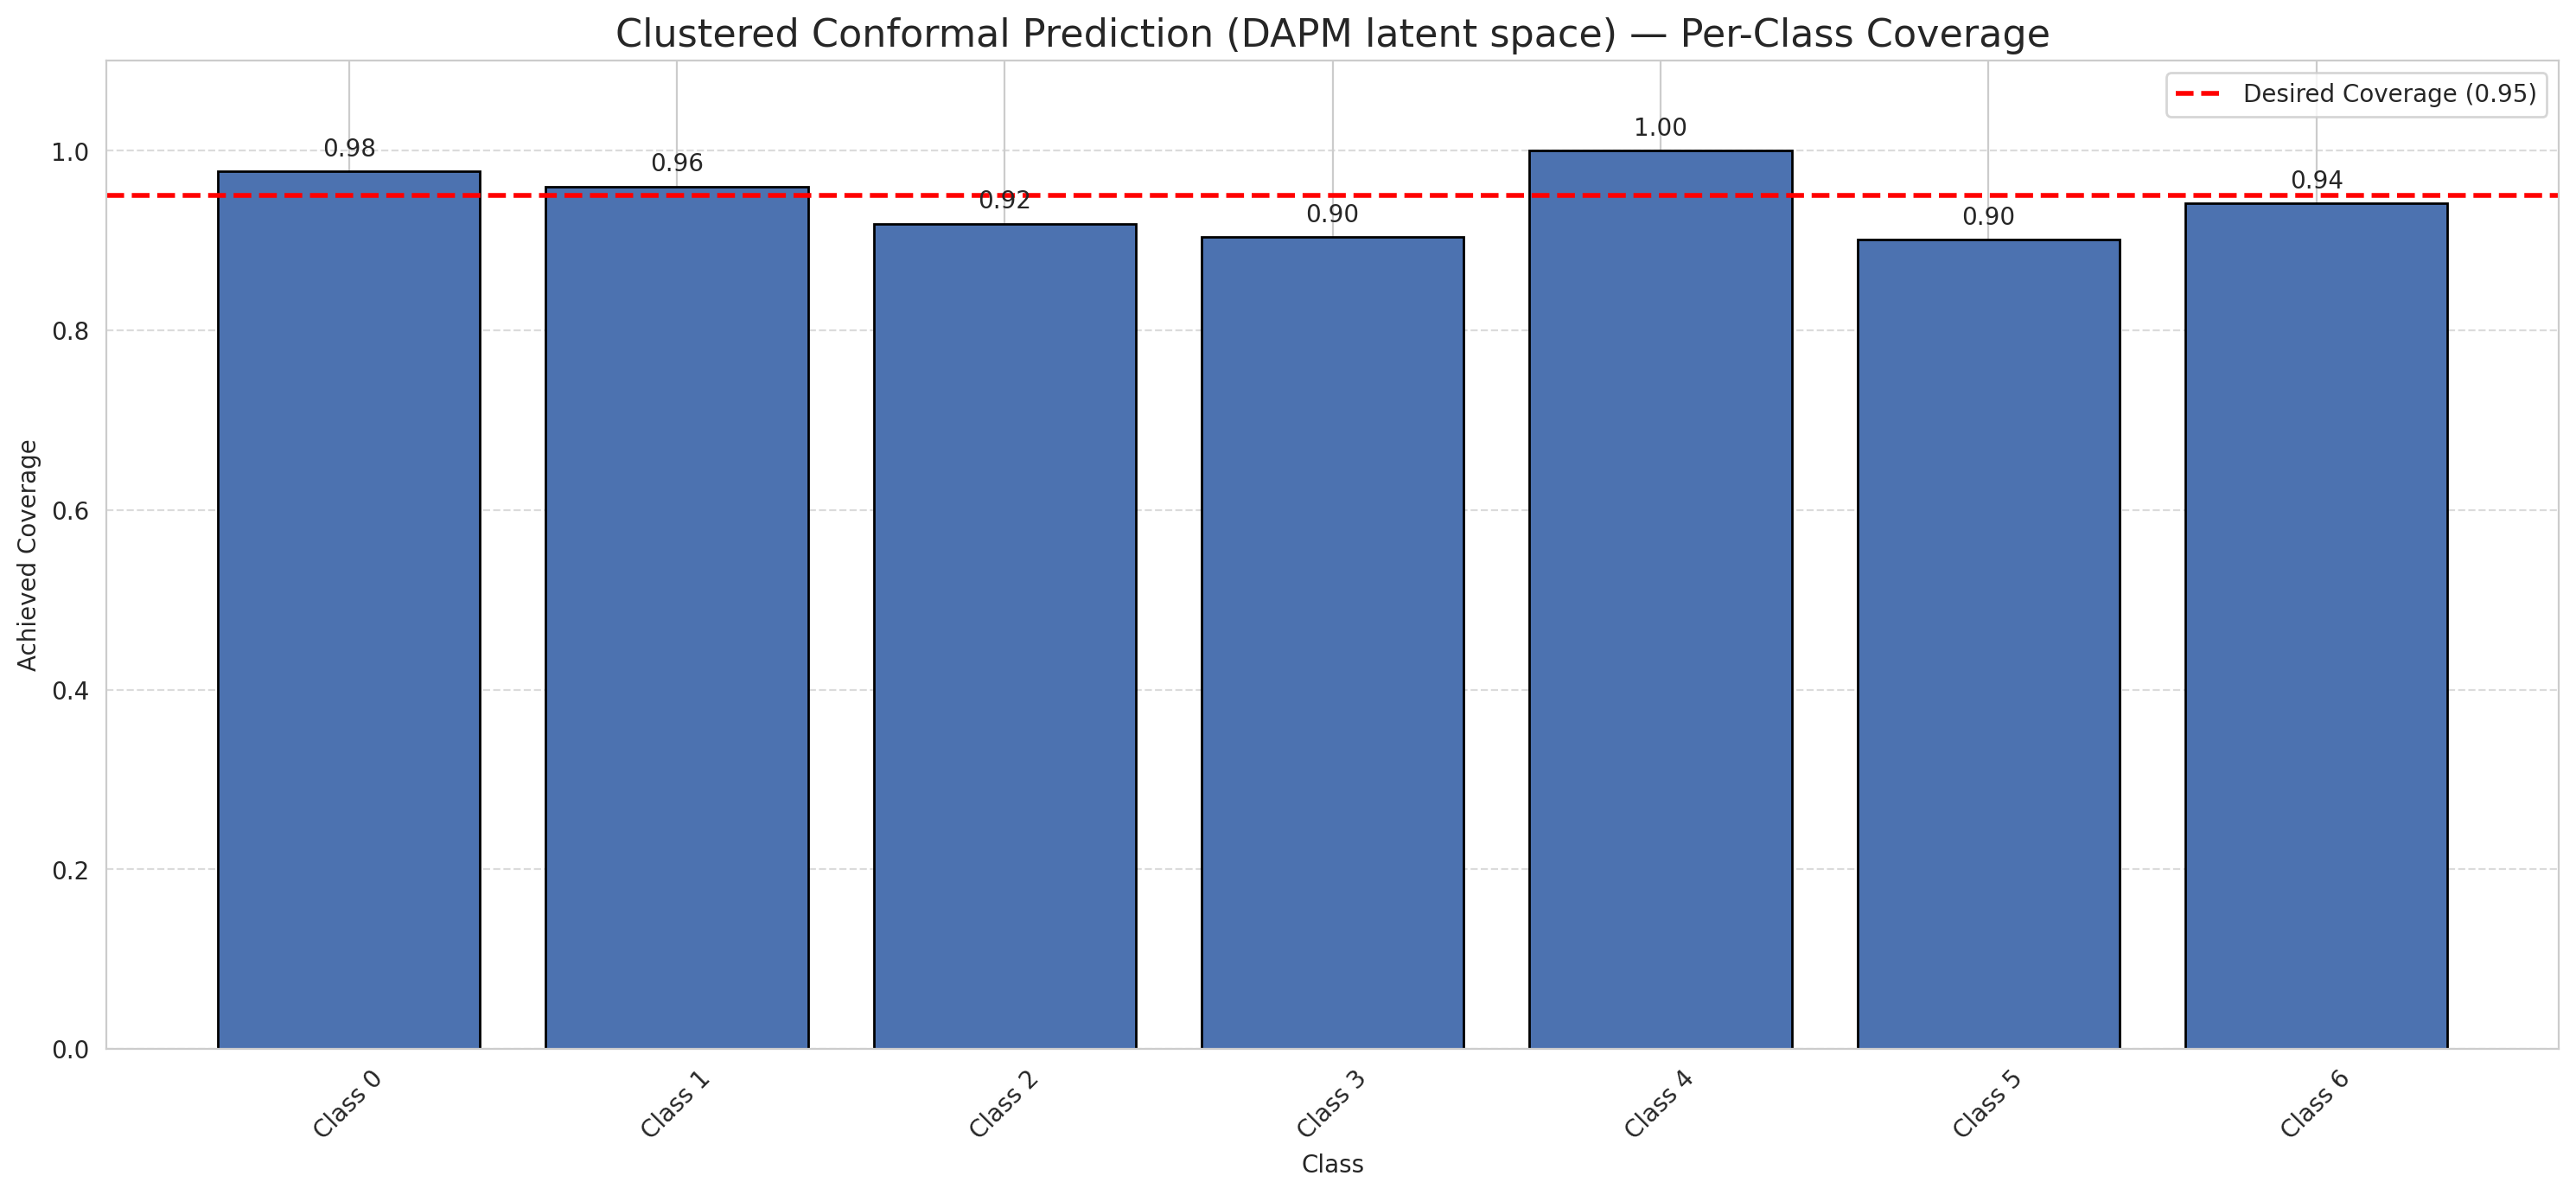 Clustered Conformal Prediction (DAPM latent space) — Per-Class Coverage
Desired Coverage (0.95)
0.98
0.96
0.92
0.90
1.00
0.90
0.94
Achieved Coverage
1.0
0.8
0.6
0.4
0.2
0.0
Class 0
Class 1
Class 2
Class 3
Class 4
Class 5
Class 6
Class